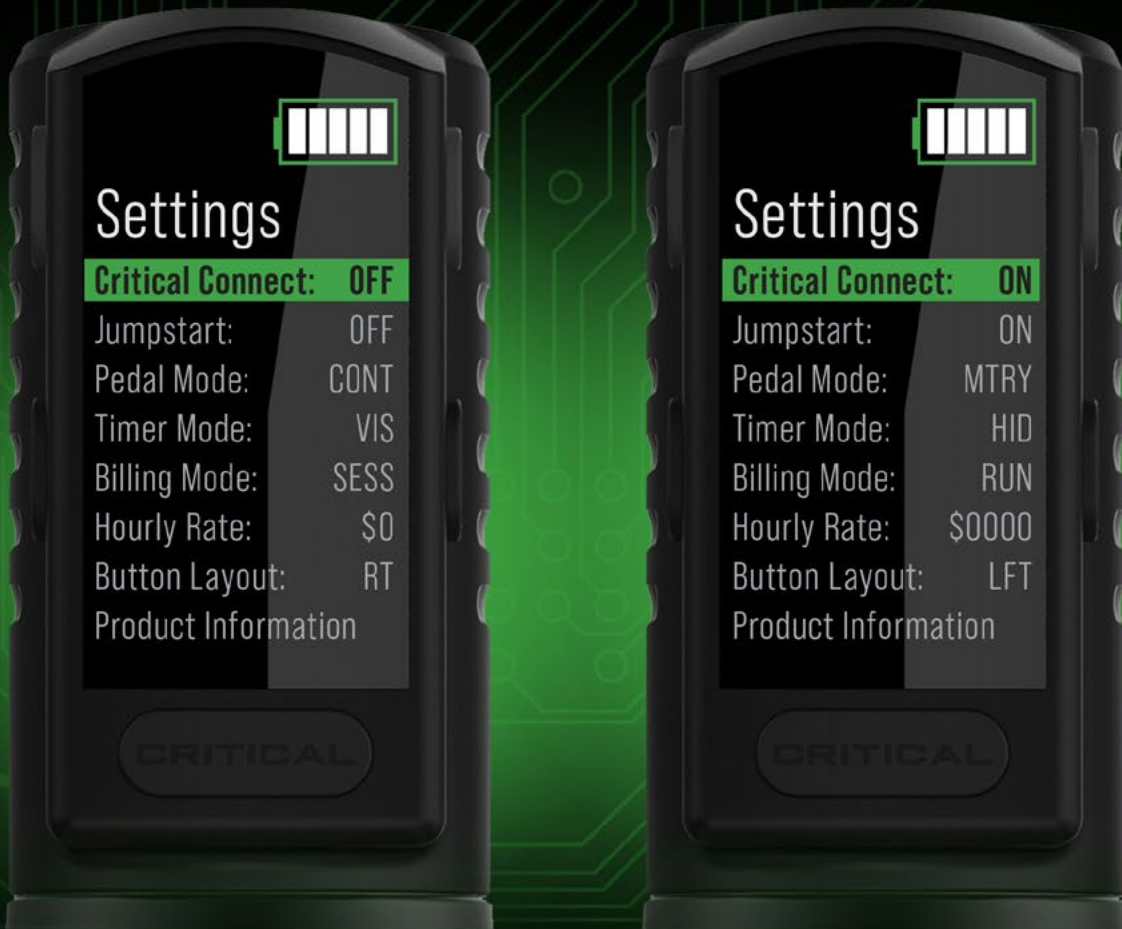 Settings
Critical Connect: OFF
Jumpstart: OFF
Pedal Mode: CONT
Timer Mode: VIS
Billing Mode: SESS
Hourly Rate: $0
Button Layout: RT
Product Information
CRITICAL
Settings
Critical Connect: ON
Jumpstart: ON
Pedal Mode: MTRY
Timer Mode: HID
Billing Mode: RUN
Hourly Rate: $0000
Button Layout: LFT
Product Information
CRITICAL